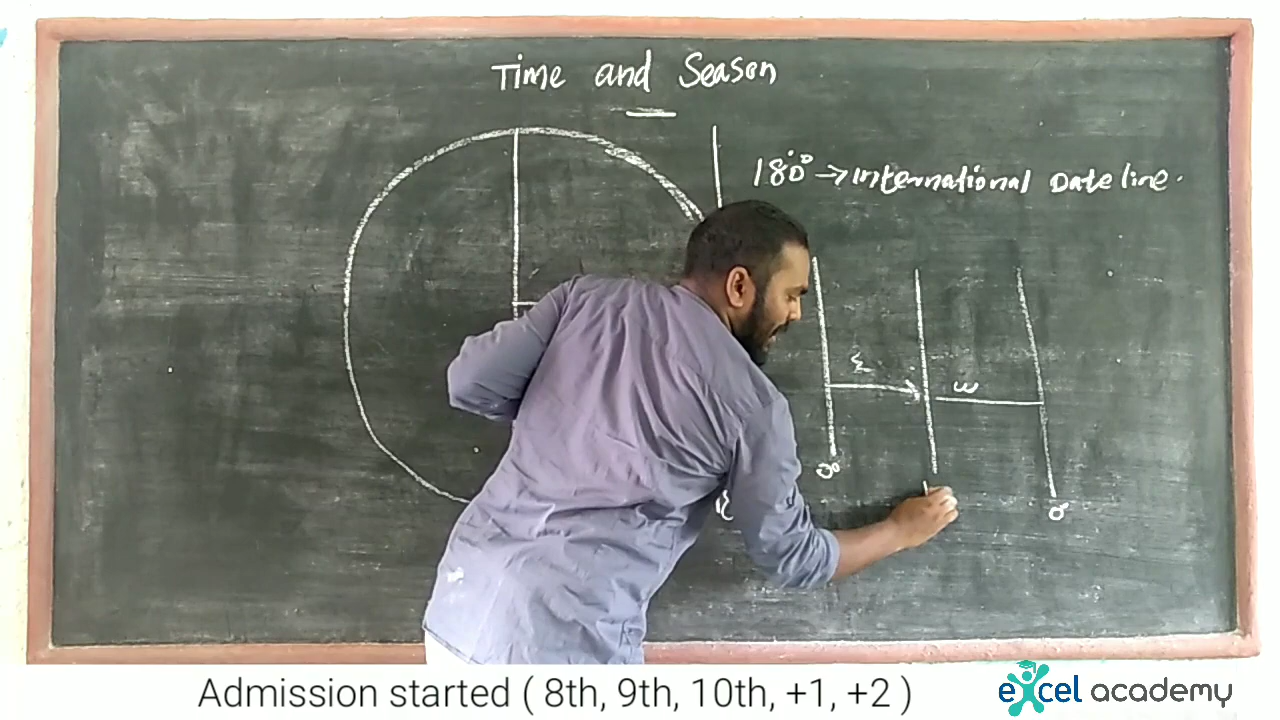 Time and Season
180° → International Date line.
E
W
0°
0°
Admission started ( 8th, 9th, 10th, +1, +2 )
excel academy